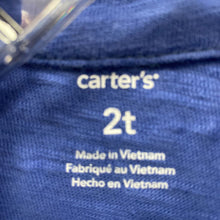 carter's
2t
Made in Vietnam
Fabriqué au Vietnam
Hecho en Vietnam